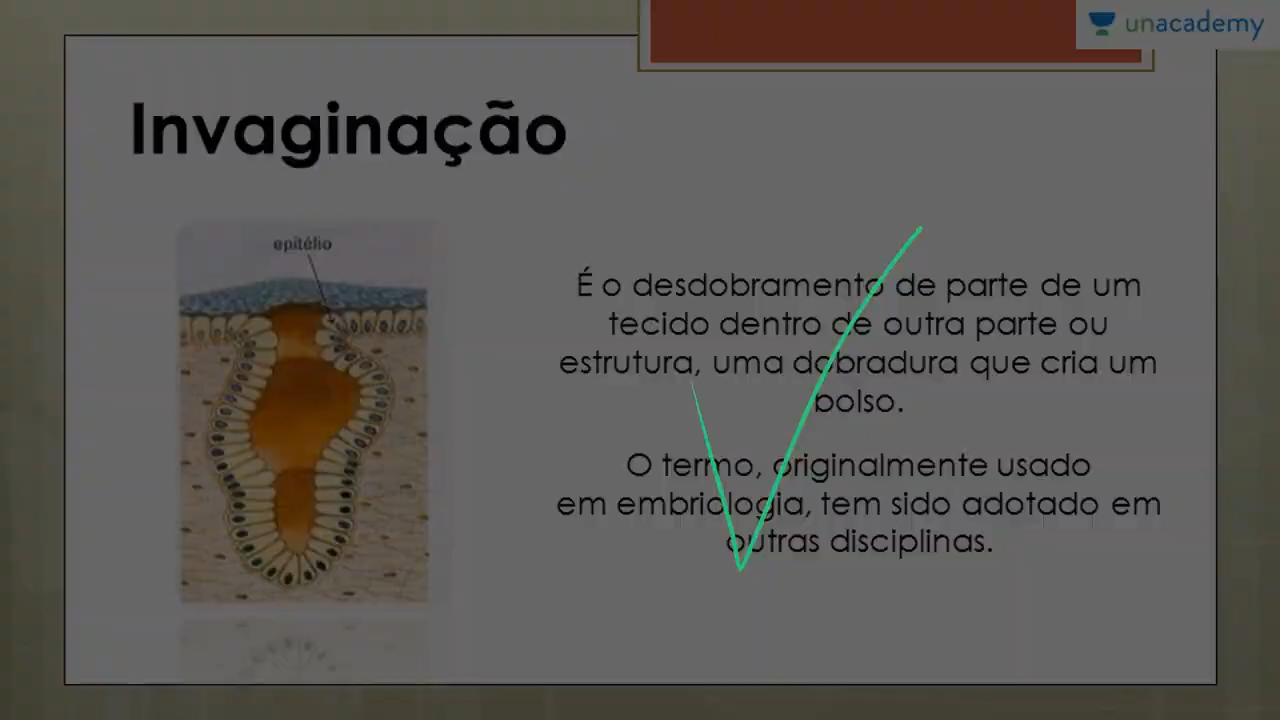 unacademy
Invaginação
epitélio
É o desdobramento de parte de um
tecido dentro de outra parte ou
estrutura, uma dobradura que cria um
bolso.
O termo, originalmente usado
em embriologia, tem sido adotado em
outras disciplinas.